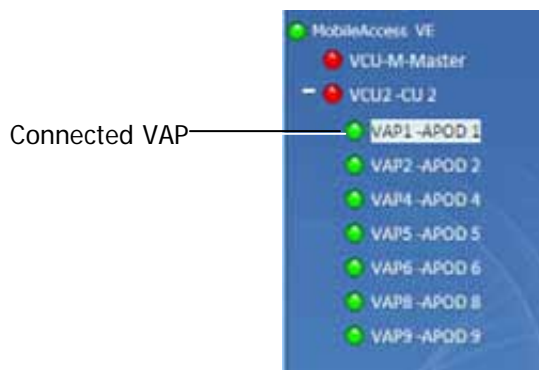 MobileAccess VE
VCU-M-Master
VCU2 -CU 2
Connected VAP
VAP1 -APOD 1
VAP2 -APOD 2
VAP4 -APOD 4
VAP5 -APOD 5
VAP6 -APOD 6
VAP8 -APOD 8
VAP9 -APOD 9